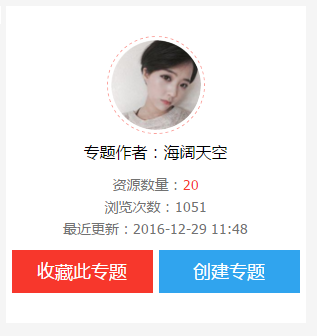 专题作者：海阔天空
资源数量：20
浏览次数：1051
最近更新：2016-12-29 11:48
收藏此专题 创建专题